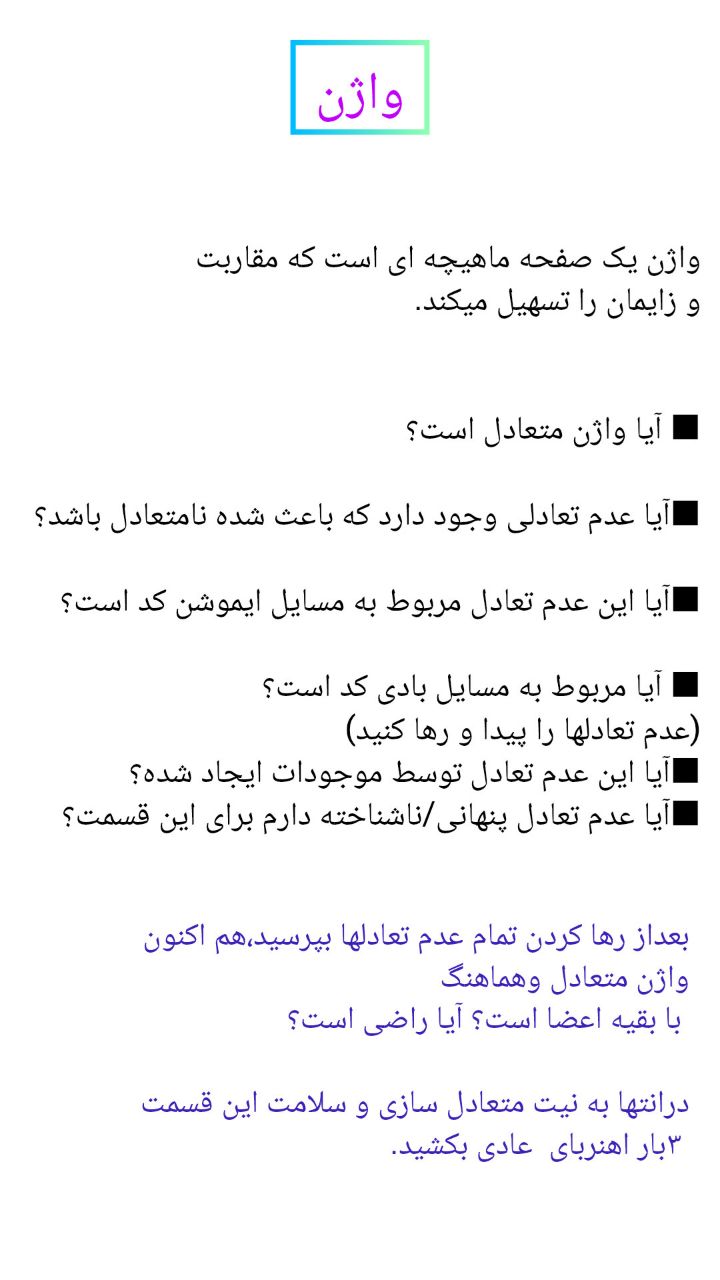 واژن
واژن یک صفحه ماهیچه ای است که مقاربت
و زایمان را تسهیل میکند.
■ آیا واژن متعادل است؟
■آیا عدم تعادلی وجود دارد که باعث شده نامتعادل باشد؟
■آیا این عدم تعادل مربوط به مسایل ایموشن کد است؟
■ آیا مربوط به مسایل بادی کد است؟
(عدم تعادلها را پیدا و رها کنید)
■آیا این عدم تعادل توسط موجودات ایجاد شده؟
■آیا عدم تعادل پنهانی/ناشناخته دارم برای این قسمت؟
بعداز رها کردن تمام عدم تعادلها بپرسید،هم اکنون
واژن متعادل وهماهنگ
با بقیه اعضا است؟ آیا راضی است؟
درانتها به نیت متعادل سازی و سلامت این قسمت
۳بار اهنربای عادی بکشید.